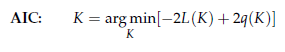 AIC: K = arg min[−2L(K) + 2q(K)]
K